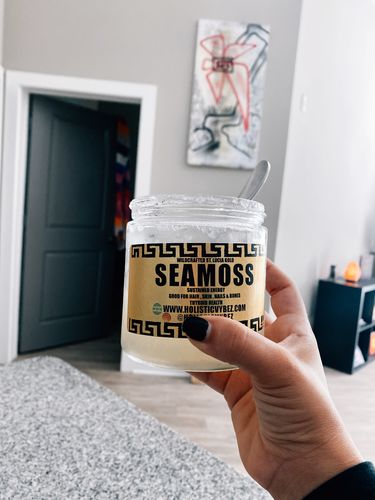 WILDCRAFTED ST. LUCIA GOLD
SEAMOSS
SUSTAINED ENERGY
GOOD FOR HAIR, SKIN, NAILS & BONES
THYROID HEALTH
WWW.HOLISTICVYBEZ.COM